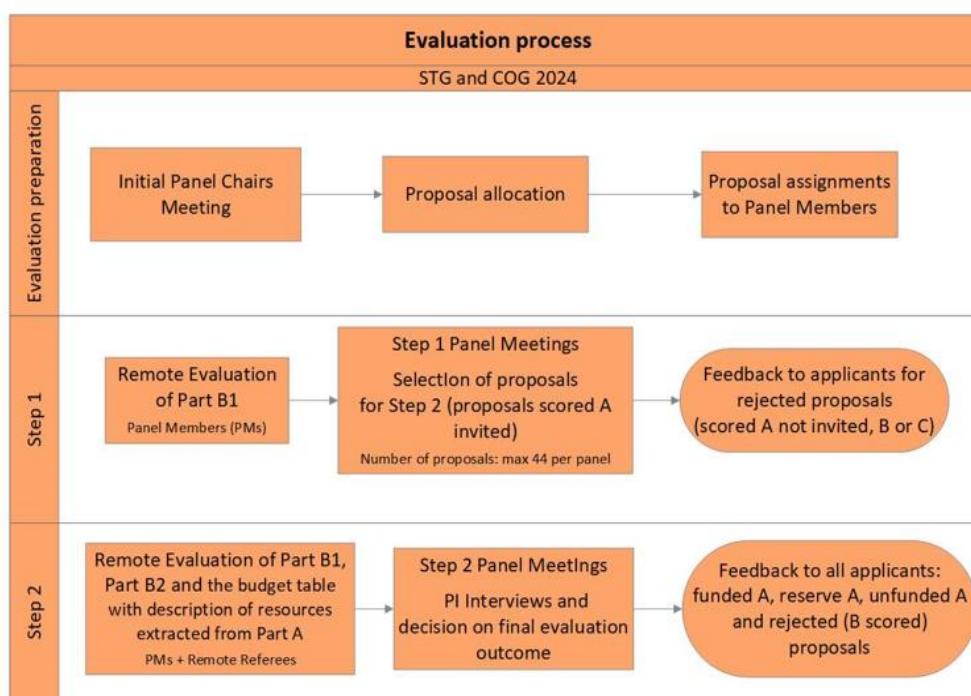 Evaluation process
STG and COG 2024
Evaluation preparation
Initial Panel Chairs
Meeting
Proposal allocation
Proposal assignments
to Panel Members
Step 1
Remote Evaluation
of Part B1
Panel Members (PMs)
Step 1 Panel Meetings
Selection of proposals
for Step 2 (proposals scored A
invited)
Number of proposals: max 44 per panel
Feedback to applicants for
rejected proposals
(scored A not invited, B or C)
Step 2
Remote Evaluation of Part B1,
Part B2 and the budget table
with description of resources
extracted from Part A
PMs + Remote Referees
Step 2 Panel Meetings
PI Interviews and
decision on final evaluation
outcome
Feedback to all applicants:
funded A, reserve A, unfunded A
and rejected (B scored)
proposals